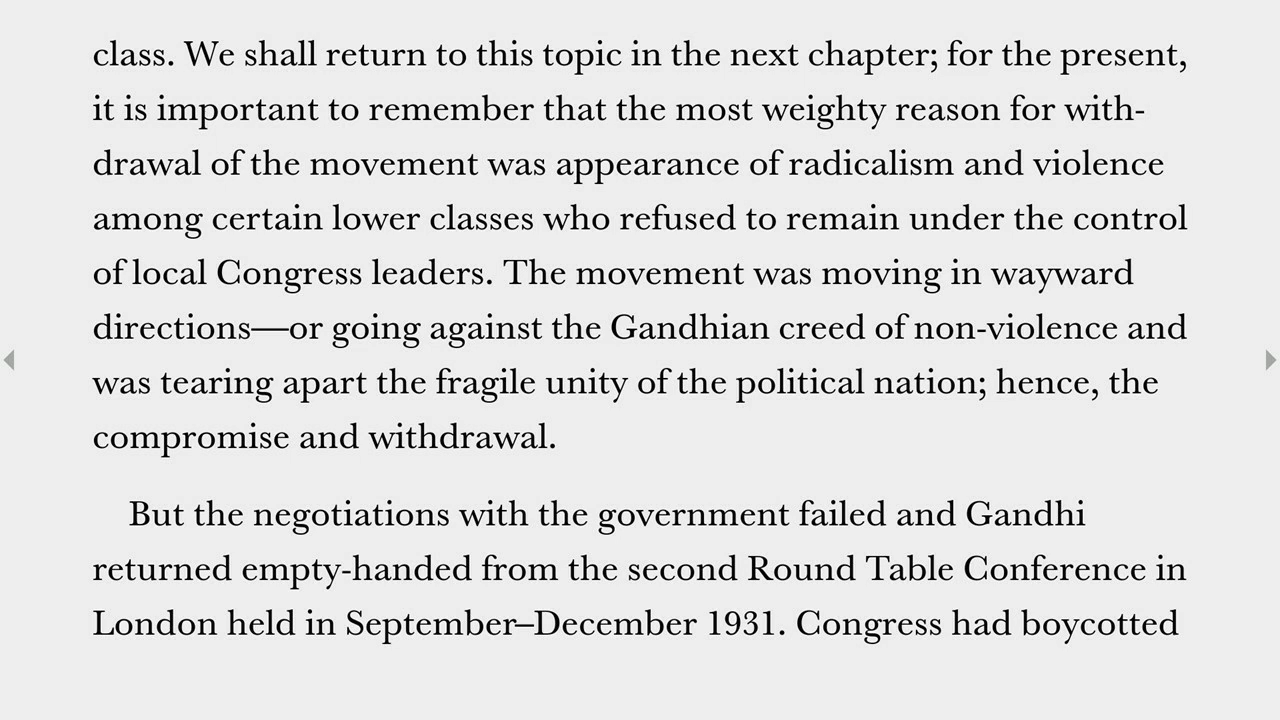 class. We shall return to this topic in the next chapter; for the present,
it is important to remember that the most weighty reason for with-
drawal of the movement was appearance of radicalism and violence
among certain lower classes who refused to remain under the control
of local Congress leaders. The movement was moving in wayward
directions—or going against the Gandhian creed of non-violence and
was tearing apart the fragile unity of the political nation; hence, the
compromise and withdrawal.
But the negotiations with the government failed and Gandhi
returned empty-handed from the second Round Table Conference in
London held in September–December 1931. Congress had boycotted